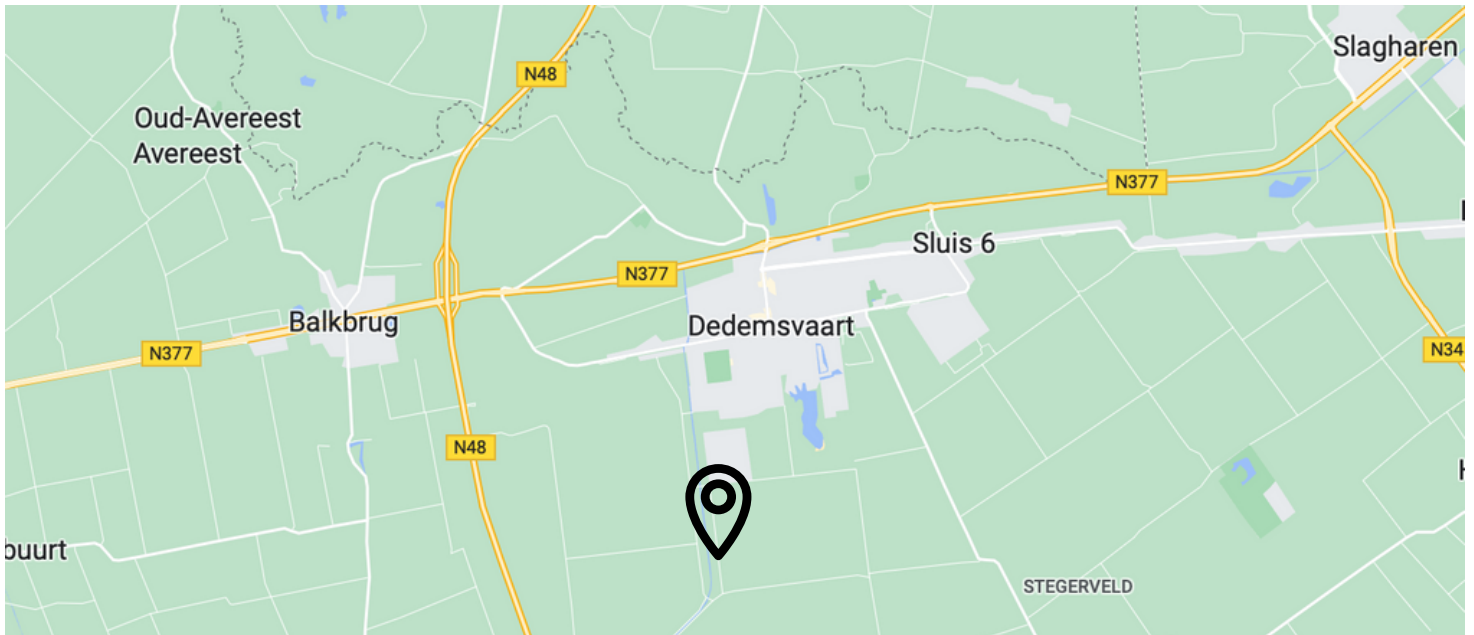 Slagharen
N48
Oud-Avereest
Avereest
N377
Sluis 6
N377
Balkbrug
Dedemsvaart
N377
N34
N48
buurt
STEGERVELD